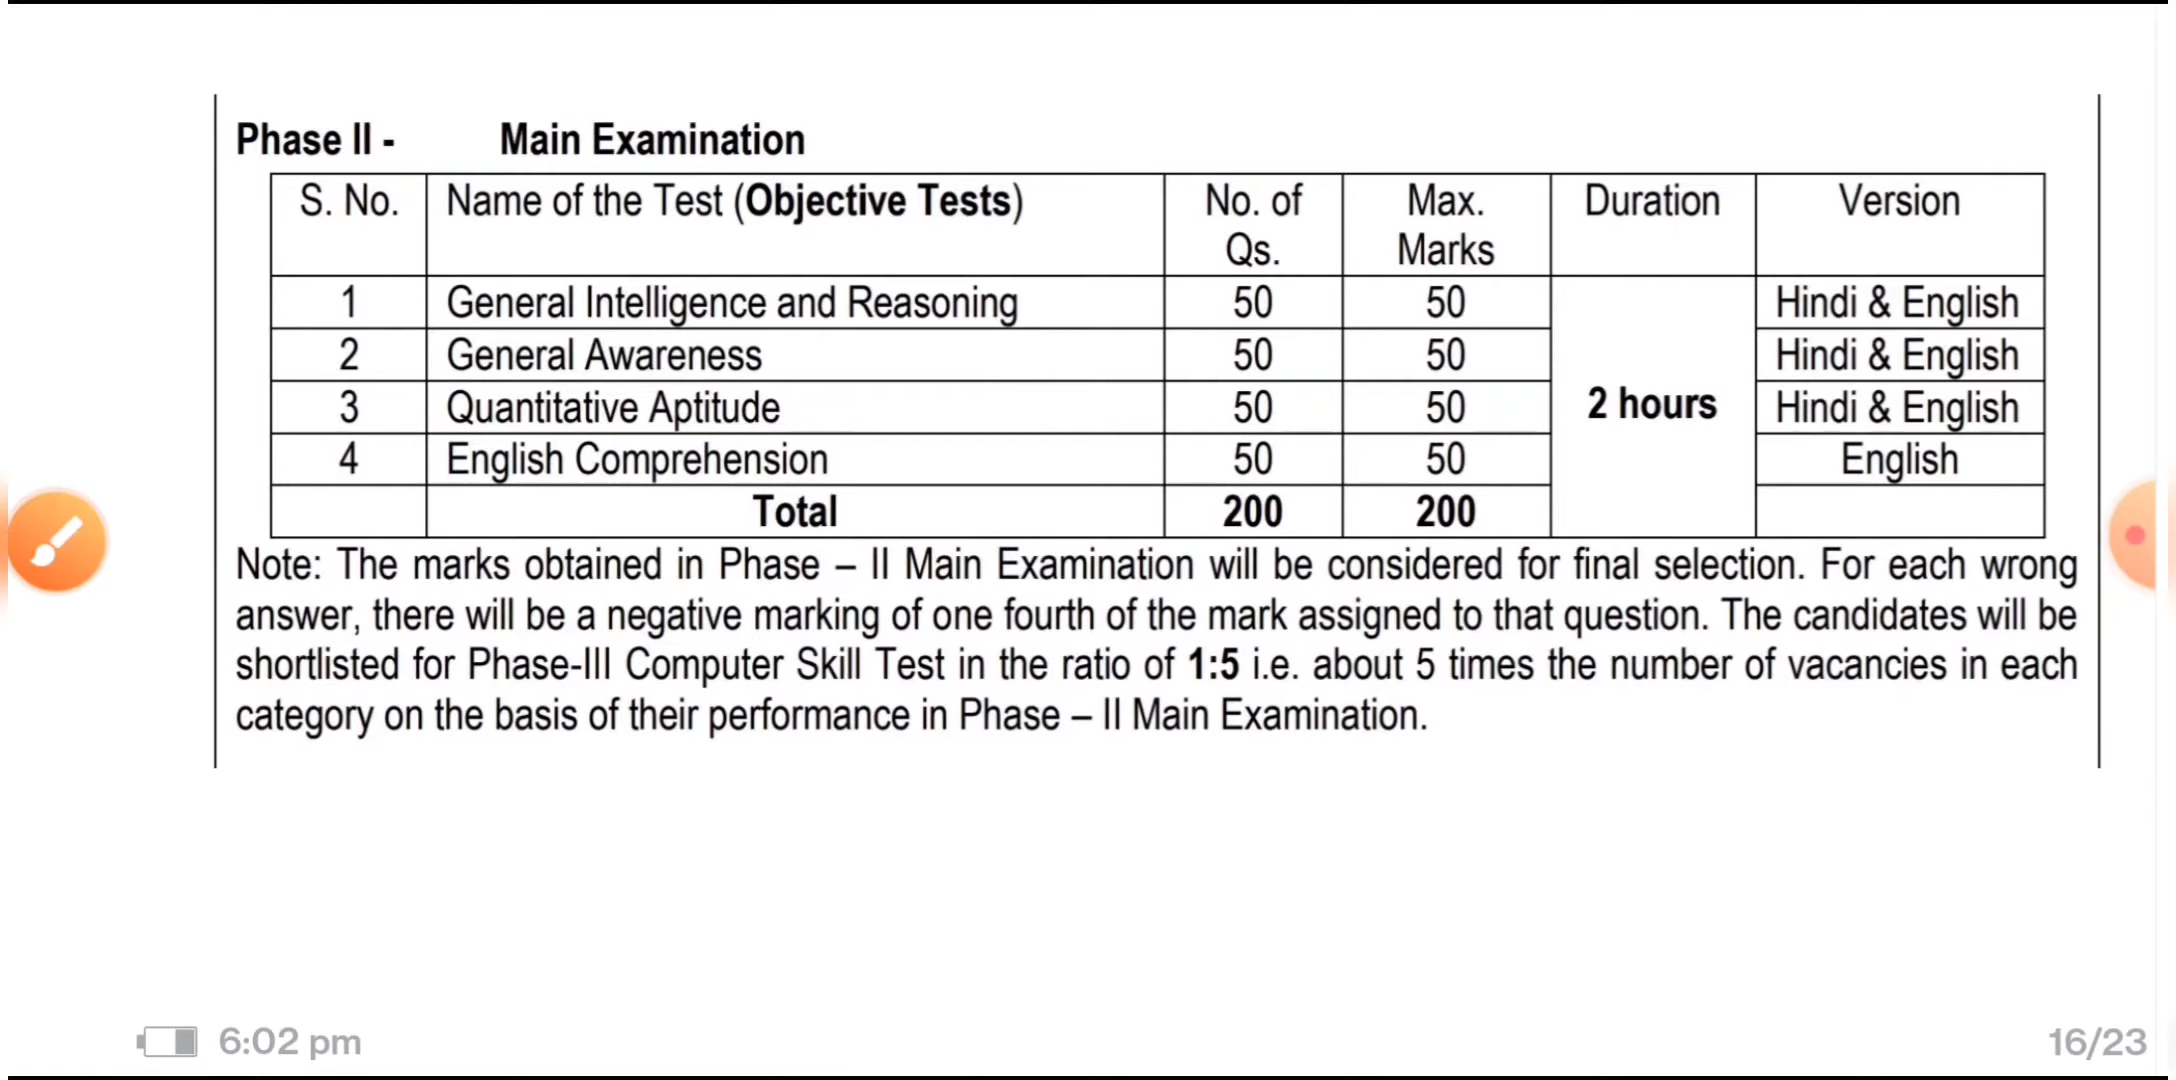 Phase II - Main Examination
S. No. Name of the Test (Objective Tests) No. of Qs. Max. Marks Duration Version
1 General Intelligence and Reasoning 50 50 2 hours Hindi & English
2 General Awareness 50 50 Hindi & English
3 Quantitative Aptitude 50 50 Hindi & English
4 English Comprehension 50 50 English
Total 200 200
Note: The marks obtained in Phase – II Main Examination will be considered for final selection. For each wrong
answer, there will be a negative marking of one fourth of the mark assigned to that question. The candidates will be
shortlisted for Phase-III Computer Skill Test in the ratio of 1:5 i.e. about 5 times the number of vacancies in each
category on the basis of their performance in Phase – II Main Examination.
6:02 pm
16/23